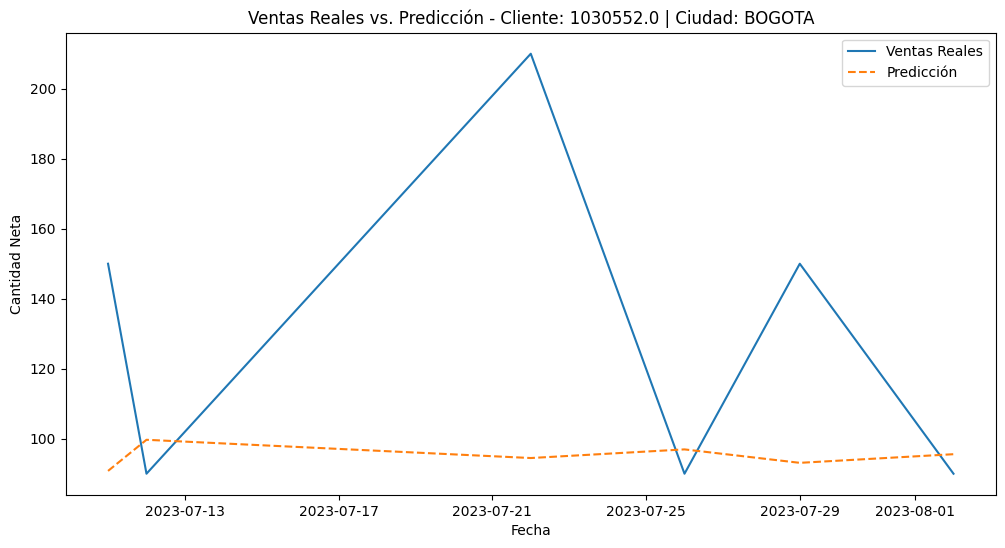 Ventas Reales vs. Predicción - Cliente: 1030552.0 | Ciudad: BOGOTA
Ventas Reales
Predicción
Cantidad Neta
200
180
160
140
120
100
2023-07-13
2023-07-17
2023-07-21
2023-07-25
2023-07-29
2023-08-01
Fecha